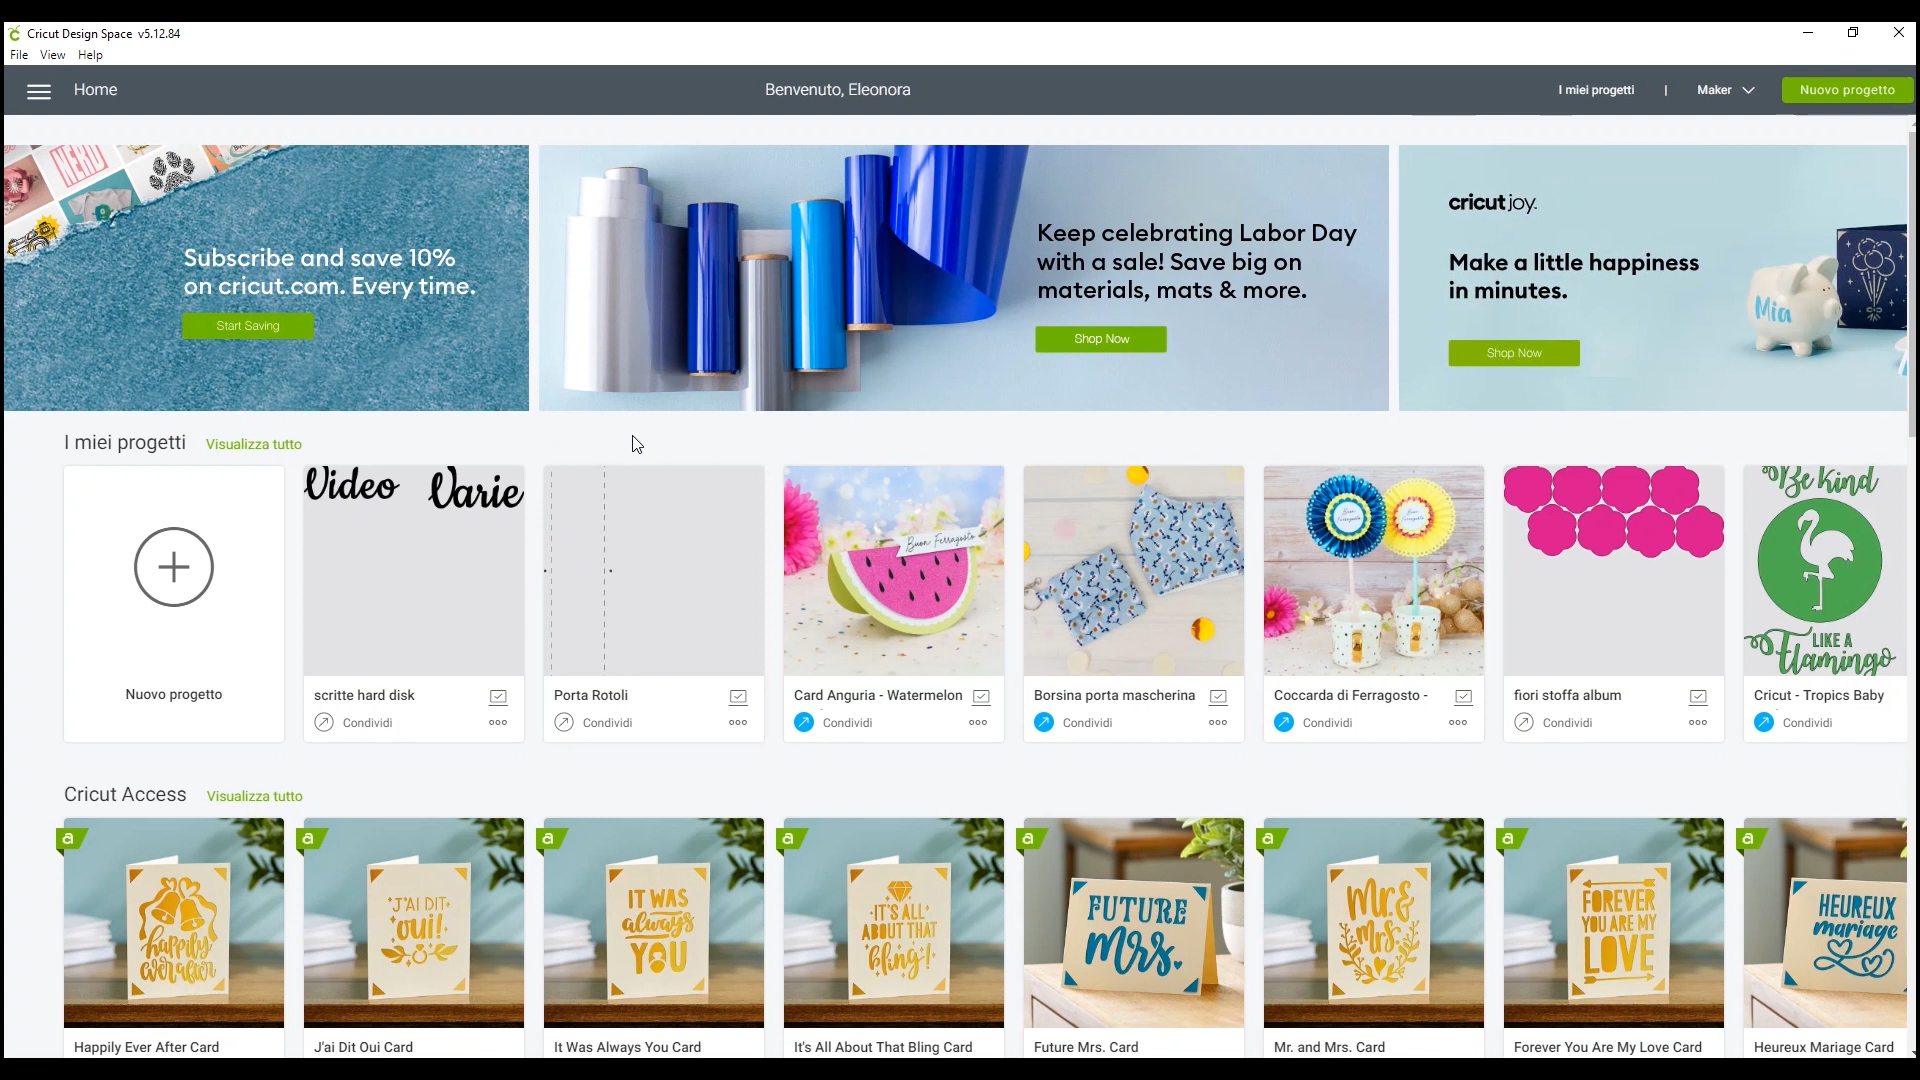 Cricut Design Space v5.12.84
File View Help
Home
Benvenuto, Eleonora
I miei progetti | Maker
Nuovo progetto
NERD
Subscribe and save 10%
on cricut.com. Every time.
Start Saving
Keep celebrating Labor Day
with a sale! Save big on
materials, mats & more.
Shop Now
cricut joy.
Make a little happiness
in minutes.
Shop Now
Mia
I miei progetti Visualizza tutto
Nuovo progetto
Video Varie
scritte hard disk
Condividi
Porta Rotoli
Condividi
Buon Ferragosto
Card Anguria - Watermelon
Condividi
Borsina porta mascherina
Condividi
Buon Ferragosto
Buon Ferragosto
Coccarda di Ferragosto -
Condividi
fiori stoffa album
Condividi
Be Kind
LIKE A
Flamingo
Cricut - Tropics Baby
Condividi
Cricut Access Visualizza tutto
a
happily
ever after
Happily Ever After Card
a
J'AI DIT
oui!
J'ai Dit Oui Card
a
IT WAS
always
YOU
It Was Always You Card
a
IT'S ALL
ABOUT THAT
bling!
It's All About That Bling Card
a
FUTURE
Mrs.
Future Mrs. Card
a
Mr. &
Mrs.
Mr. and Mrs. Card
a
FOREVER
YOU ARE MY
LOVE
Forever You Are My Love Card
a
HEUREUX
mariage
Heureux Mariage Card